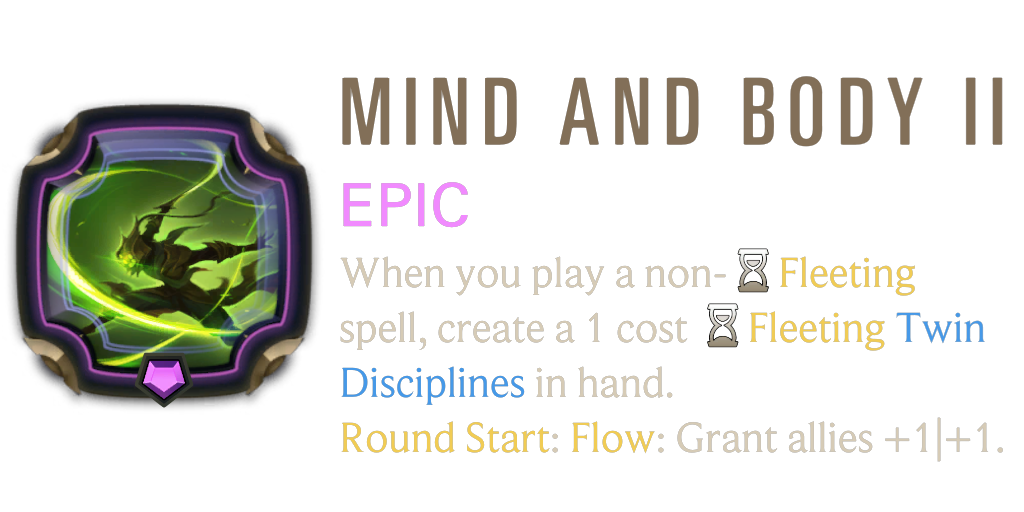 MIND AND BODY II
EPIC
When you play a non- Fleeting
spell, create a 1 cost Fleeting Twin
Disciplines in hand.
Round Start: Flow: Grant allies +1|+1.